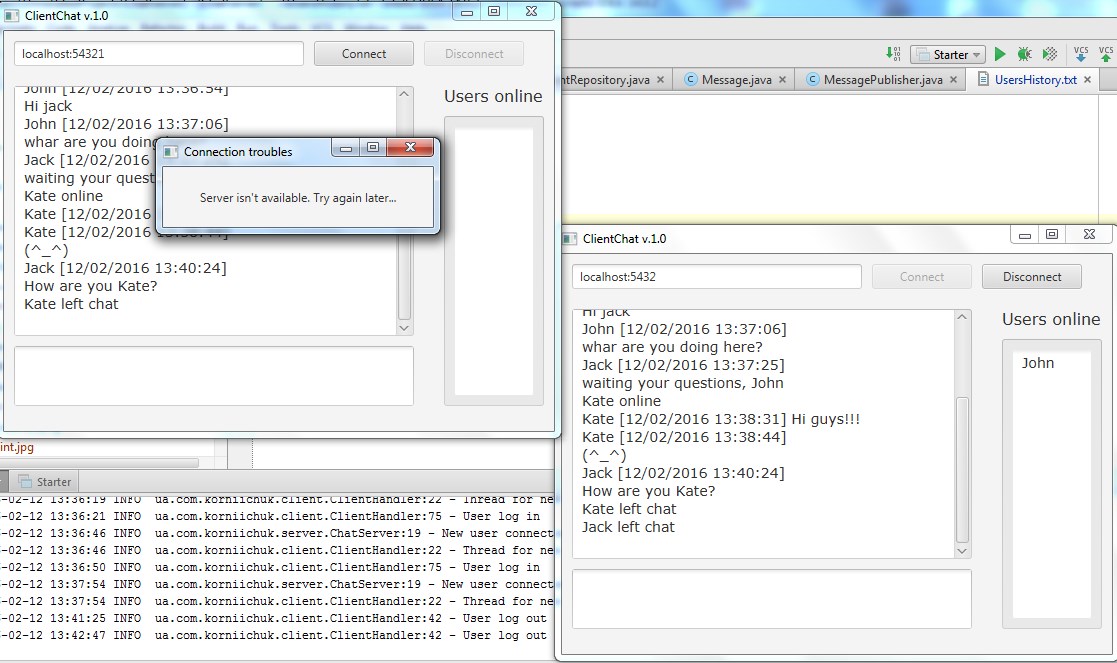 ClientChat v.1.0
localhost:54321
Connect
Disconnect
John [12/02/2016 13:36:54]
Hi jack
John [12/02/2016 13:37:06]
whar are you doing
Jack [12/02/2016
waiting your quest
Kate online
Kate [12/02/2016
Kate [12/02/2016 13:38:44]
(^_^)
Jack [12/02/2016 13:40:24]
How are you Kate?
Kate left chat
Users online
Connection troubles
Server isn't available. Try again later...
Starter
VCS
VCS
ntRepository.java
Message.java
MessagePublisher.java
UsersHistory.txt
ClientChat v.1.0
localhost:5432
Connect
Disconnect
Hi jack
John [12/02/2016 13:37:06]
whar are you doing here?
Jack [12/02/2016 13:37:25]
waiting your questions, John
Kate online
Kate [12/02/2016 13:38:31] Hi guys!!!
Kate [12/02/2016 13:38:44]
(^_^)
Jack [12/02/2016 13:40:24]
How are you Kate?
Kate left chat
Jack left chat
Users online
John
int.jpg
Starter
-02-12 13:36:19 INFO ua.com.korniichuk.client.ClientHandler:22 - Thread for ne
-02-12 13:36:21 INFO ua.com.korniichuk.client.ClientHandler:75 - User log in
-02-12 13:36:46 INFO ua.com.korniichuk.server.ChatServer:19 - New user connect
-02-12 13:36:46 INFO ua.com.korniichuk.client.ClientHandler:22 - Thread for ne
-02-12 13:36:50 INFO ua.com.korniichuk.client.ClientHandler:75 - User log in
-02-12 13:37:54 INFO ua.com.korniichuk.server.ChatServer:19 - New user connect
-02-12 13:37:54 INFO ua.com.korniichuk.client.ClientHandler:22 - Thread for ne
-02-12 13:41:25 INFO ua.com.korniichuk.client.ClientHandler:42 - User log out
-02-12 13:42:47 INFO ua.com.korniichuk.client.ClientHandler:42 - User log out